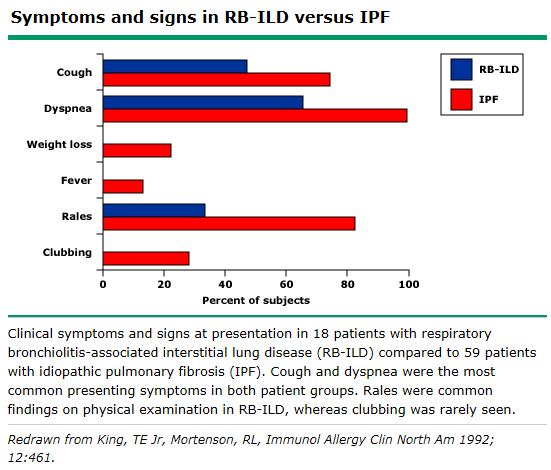 Symptoms and signs in RB-ILD versus IPF
Cough
Dyspnea
Weight loss
Fever
Rales
Clubbing
RB-ILD
IPF
0 20 40 60 80 100
Percent of subjects
Clinical symptoms and signs at presentation in 18 patients with respiratory
bronchiolitis-associated interstitial lung disease (RB-ILD) compared to 59 patients
with idiopathic pulmonary fibrosis (IPF). Cough and dyspnea were the most
common presenting symptoms in both patient groups. Rales were common
findings on physical examination in RB-ILD, whereas clubbing was rarely seen.
Redrawn from King, TE Jr, Mortenson, RL, Immunol Allergy Clin North Am 1992;
12:461.